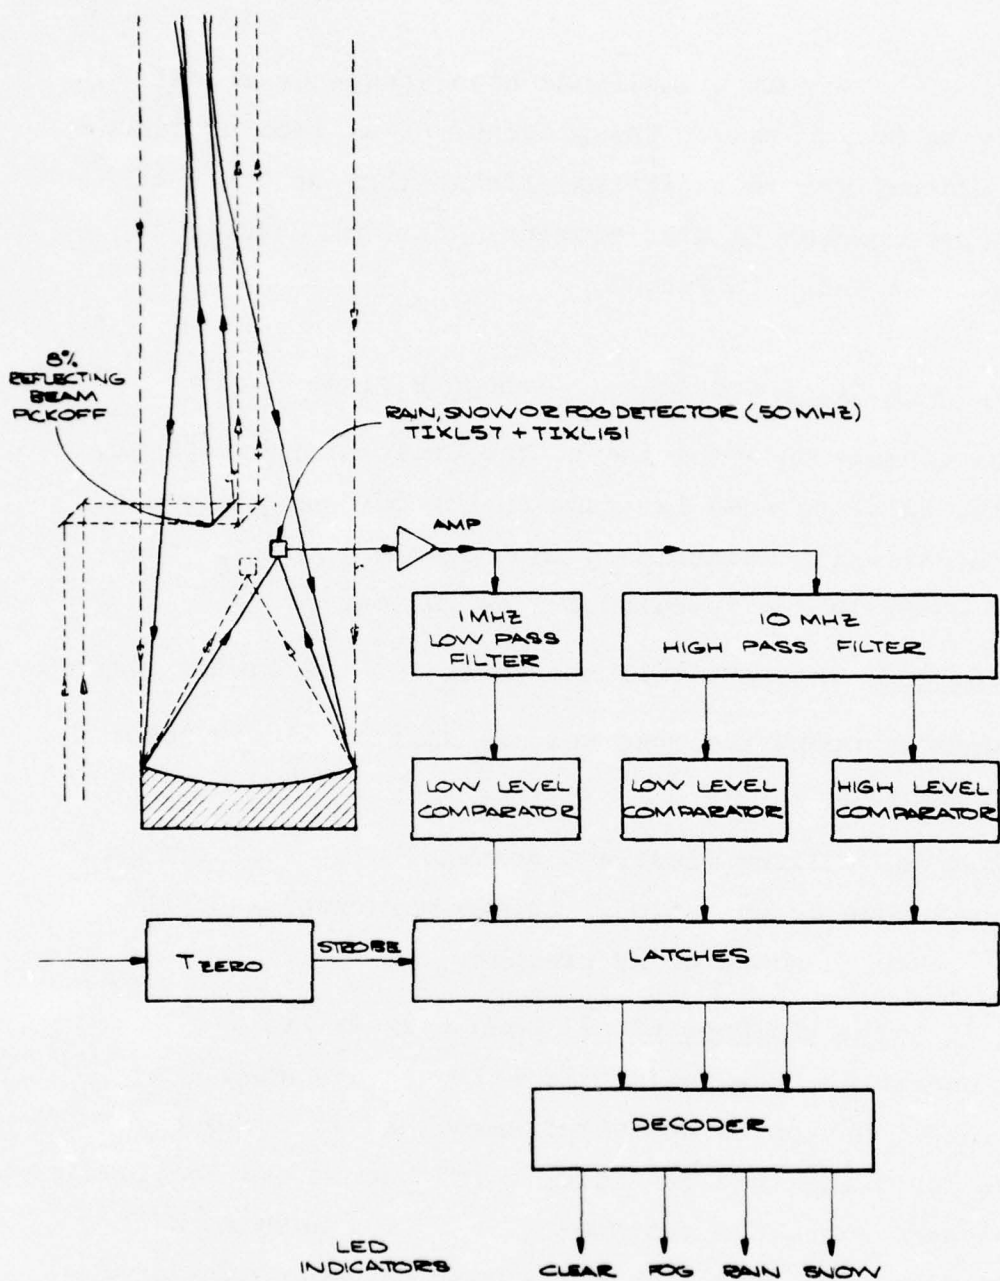 8%
REFLECTING
BEAM
PICKOFF
RAIN, SNOW OR FOG DETECTOR (50 MHZ)
TIXL57 + TIXL151
AMP
1 MHZ
LOW PASS
FILTER
10 MHZ
HIGH PASS FILTER
LOW LEVEL
COMPARATOR
LOW LEVEL
COMPARATOR
HIGH LEVEL
COMPARATOR
T ZERO
STROBE
LATCHES
DECODER
LED
INDICATORS
CLEAR FOG RAIN SNOW